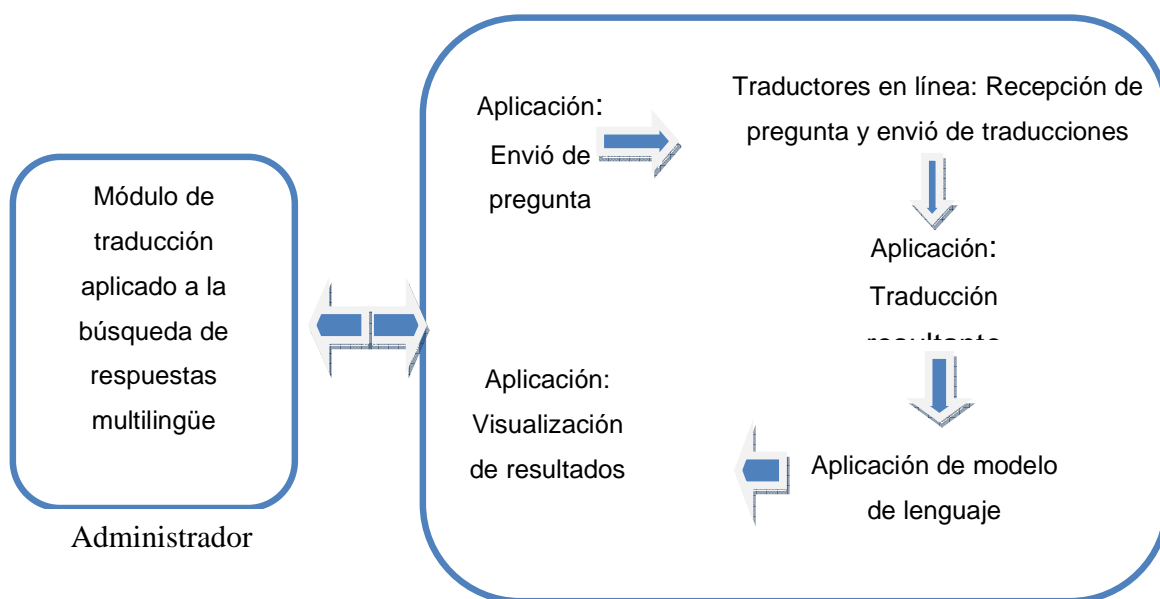 Módulo de
traducción
aplicado a la
búsqueda de
respuestas
multilingüe
Administrador
Aplicación:
Envió de
pregunta
Traductores en línea: Recepción de
pregunta y envió de traducciones
Aplicación:
Traducción
resultante
Aplicación de modelo
de lenguaje
Aplicación:
Visualización
de resultados